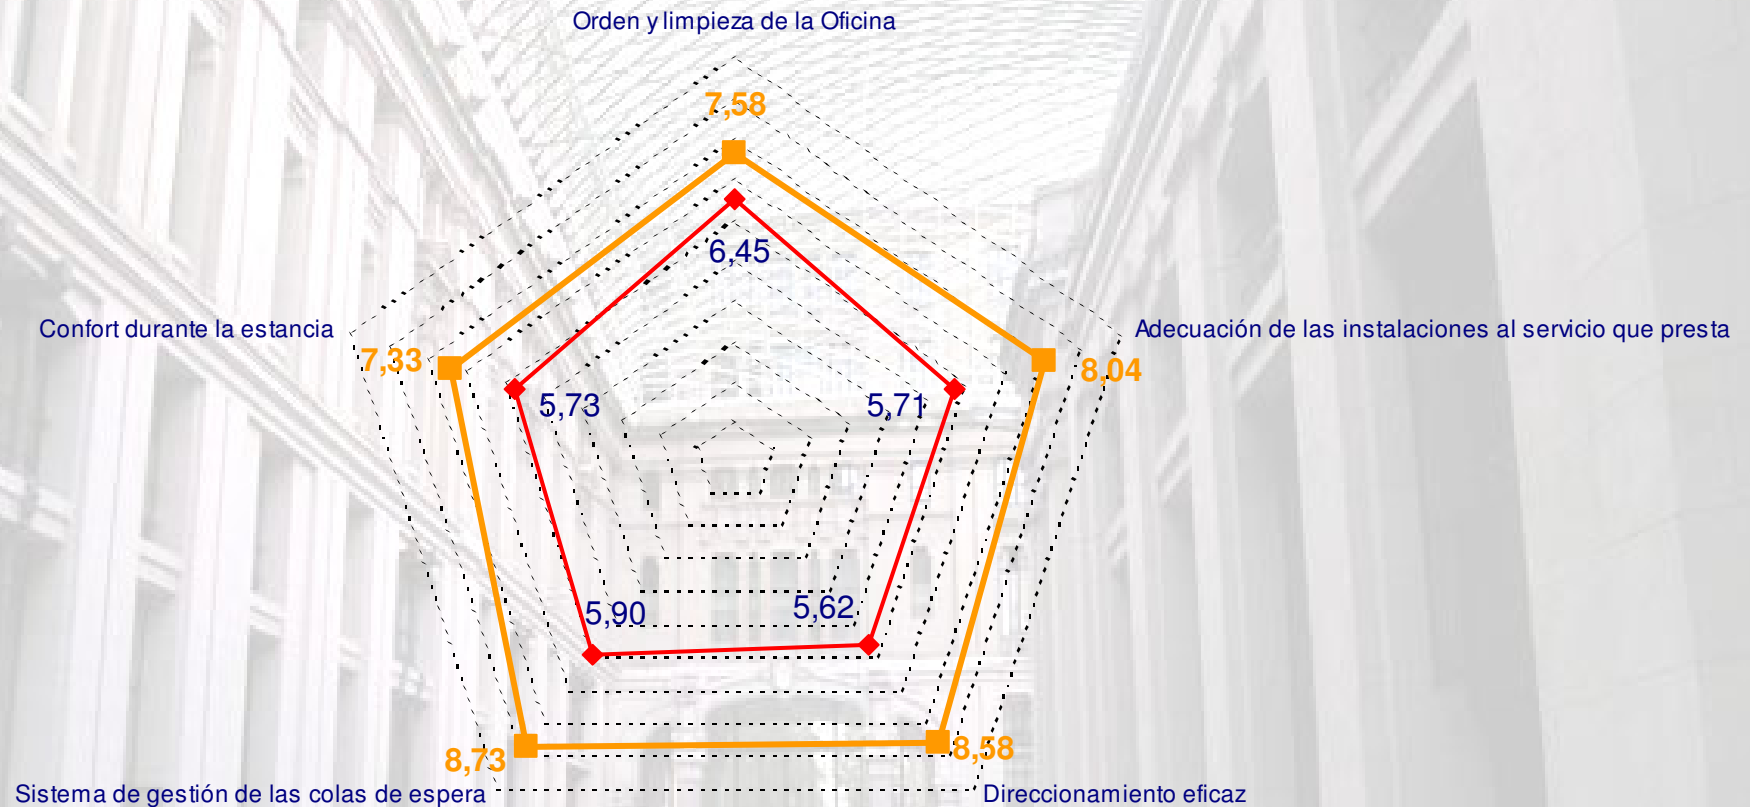 Orden y limpieza de la Oficina
7,58
6,45
Confort durante la estancia
Adecuación de las instalaciones al servicio que presta
7,33
8,04
5,73
5,71
5,90
5,62
8,73
8,58
Sistema de gestión de las colas de espera
Direccionamiento eficaz